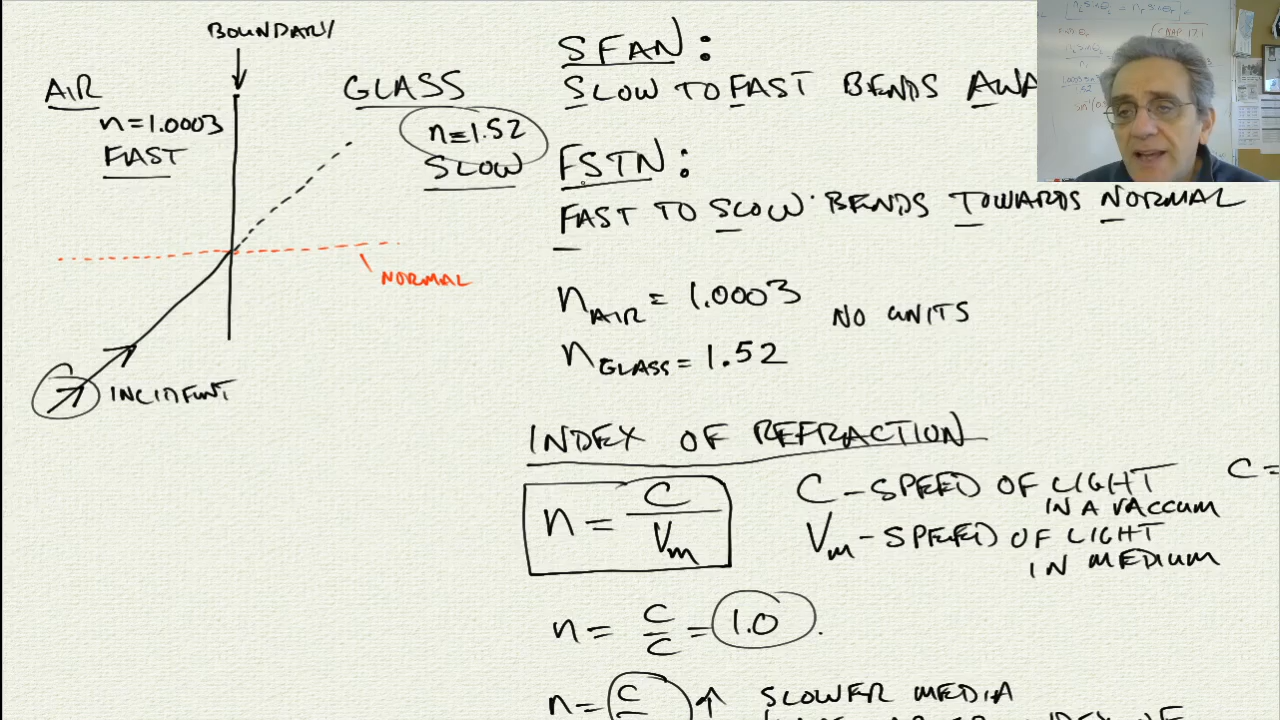 BOUNDARY
AIR
n=1.0003
FAST
GLASS
n=1.52
SLOW
NORMAL
INCIDENT
SFAN:
SLOW TO FAST BENDS AWA
FSTN:
FAST TO SLOW BENDS TOWARDS NORMAL
nAIR = 1.0003
NO UNITS
nGLASS = 1.52
INDEX OF REFRACTION
n = C/Vm
C - SPEED OF LIGHT
IN A VACCUM
C =
Vm - SPEED OF LIGHT
IN MEDIUM
n = C/C = 1.0.
n = C ↑ SLOWER MEDIA